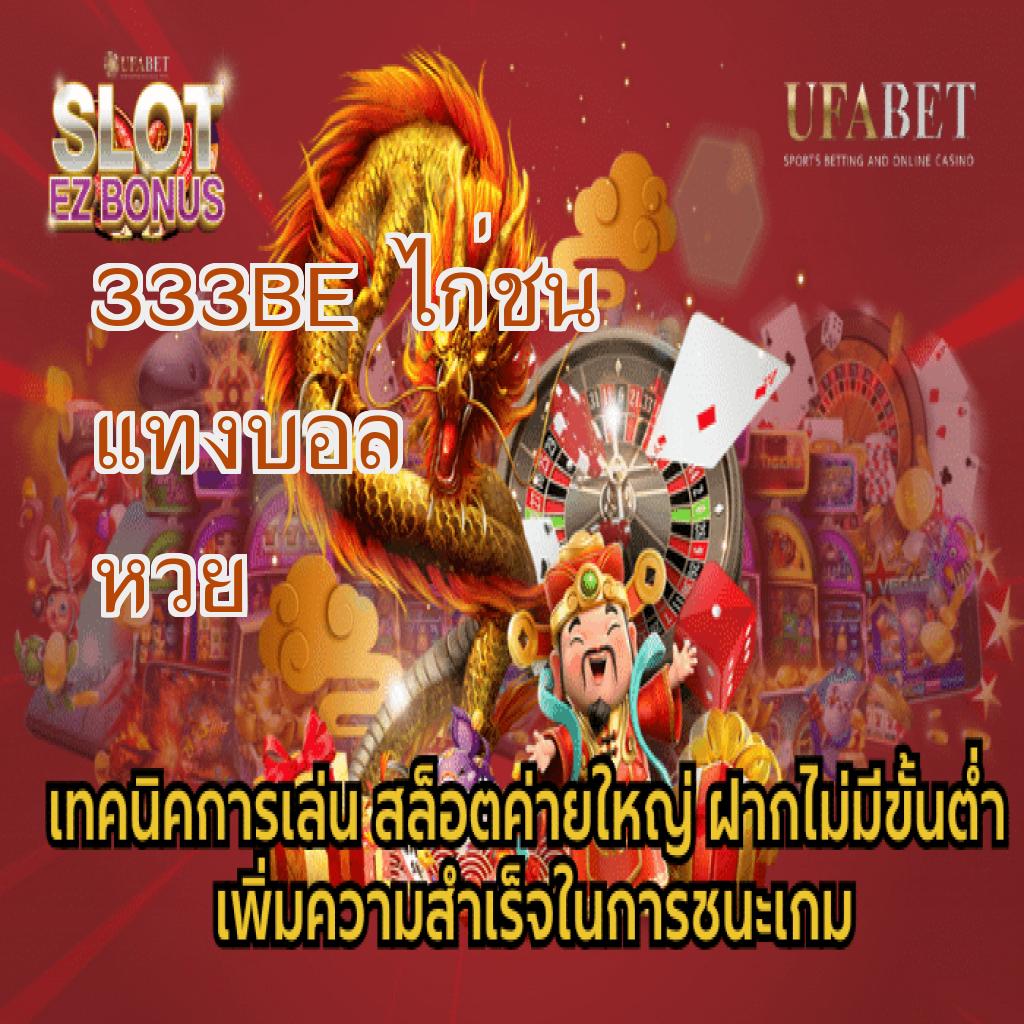 UFABET
SLOT
EZ BONUS
UFABET
SPORTS BETTING AND ONLINE CASINO
333BE ไก่ชน
แทงบอล
หวย
เทคนิคการเล่น สล็อตค่ายใหญ่ ฝากไม่มีขั้นต่ำ
เพิ่มความสำเร็จในการชนะเกม